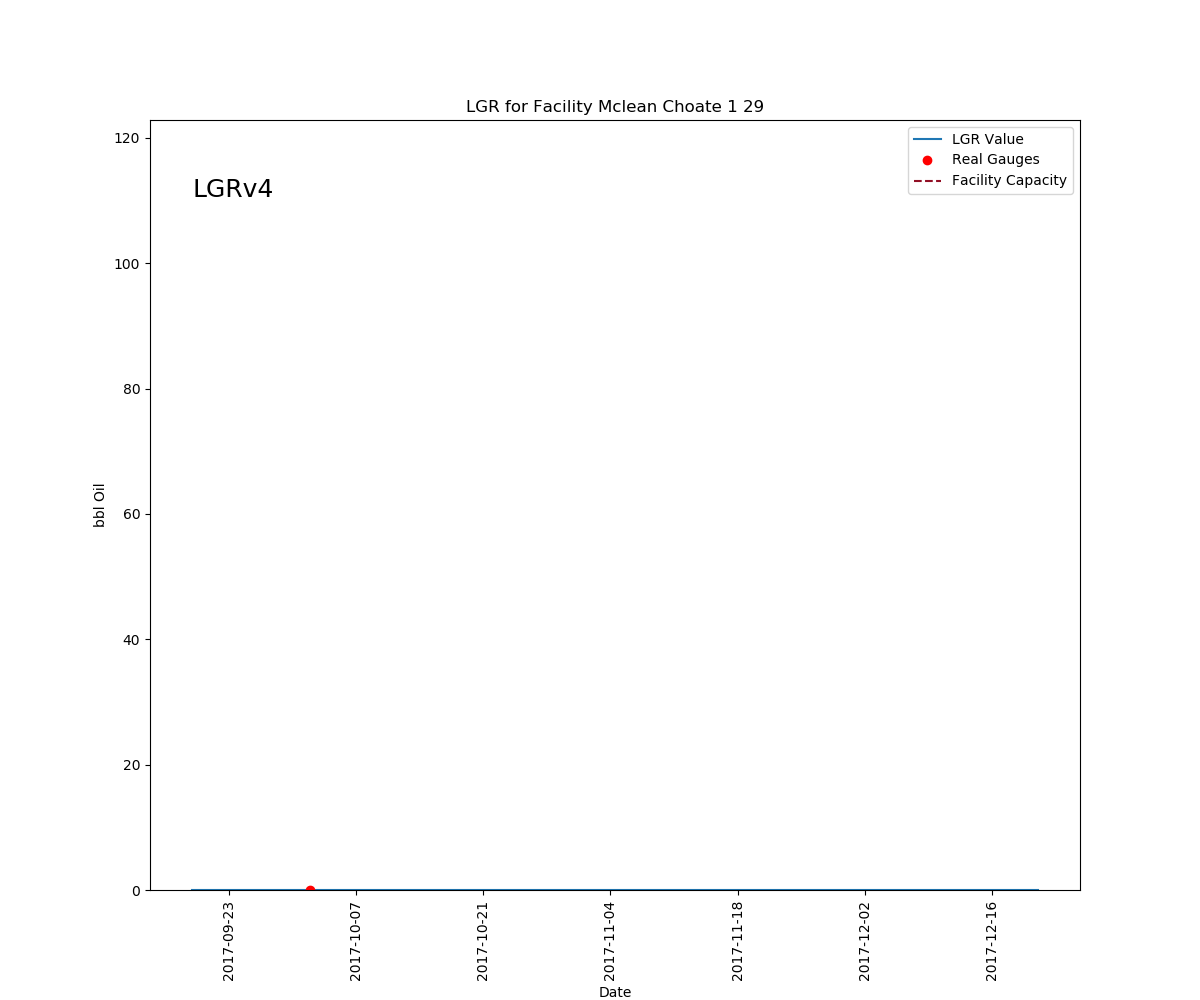 LGR for Facility Mclean Choate 1 29
LGRv4
LGR Value
Real Gauges
Facility Capacity
120
100
80
60
40
20
0
bbl Oil
2017-09-23
2017-10-07
2017-10-21
2017-11-04
2017-11-18
2017-12-02
2017-12-16
Date